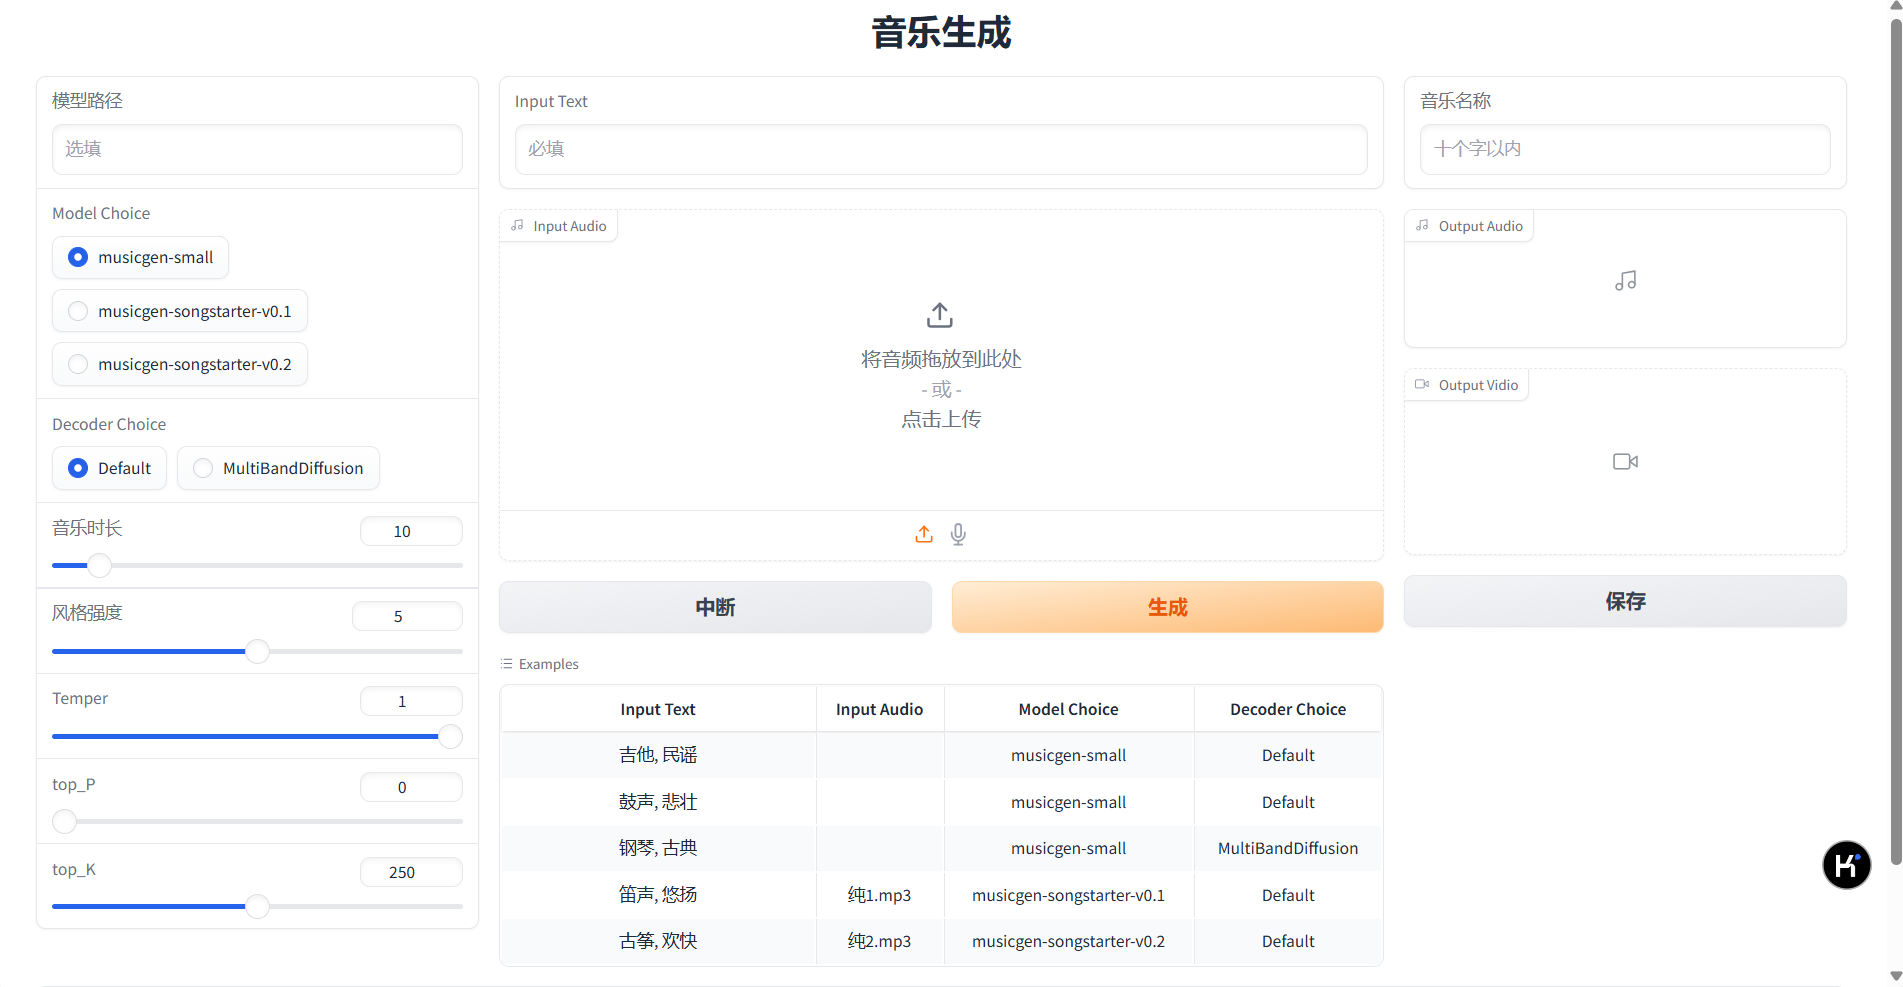 音乐生成
模型路径
选填
Model Choice
musicgen-small
musicgen-songstarter-v0.1
musicgen-songstarter-v0.2
Decoder Choice
Default
MultiBandDiffusion
音乐时长
10
风格强度
5
Temper
1
top_P
0
top_K
250
Input Text
必填
Input Audio
将音频拖放到此处
- 或 -
点击上传
中断
生成
Examples
Input Text Input Audio Model Choice Decoder Choice
吉他, 民谣 musicgen-small Default
鼓声, 悲壮 musicgen-small Default
钢琴, 古典 musicgen-small MultiBandDiffusion
笛声, 悠扬 纯1.mp3 musicgen-songstarter-v0.1 Default
古筝, 欢快 纯2.mp3 musicgen-songstarter-v0.2 Default
音乐名称
十个字以内
Output Audio
Output Vidio
保存
K